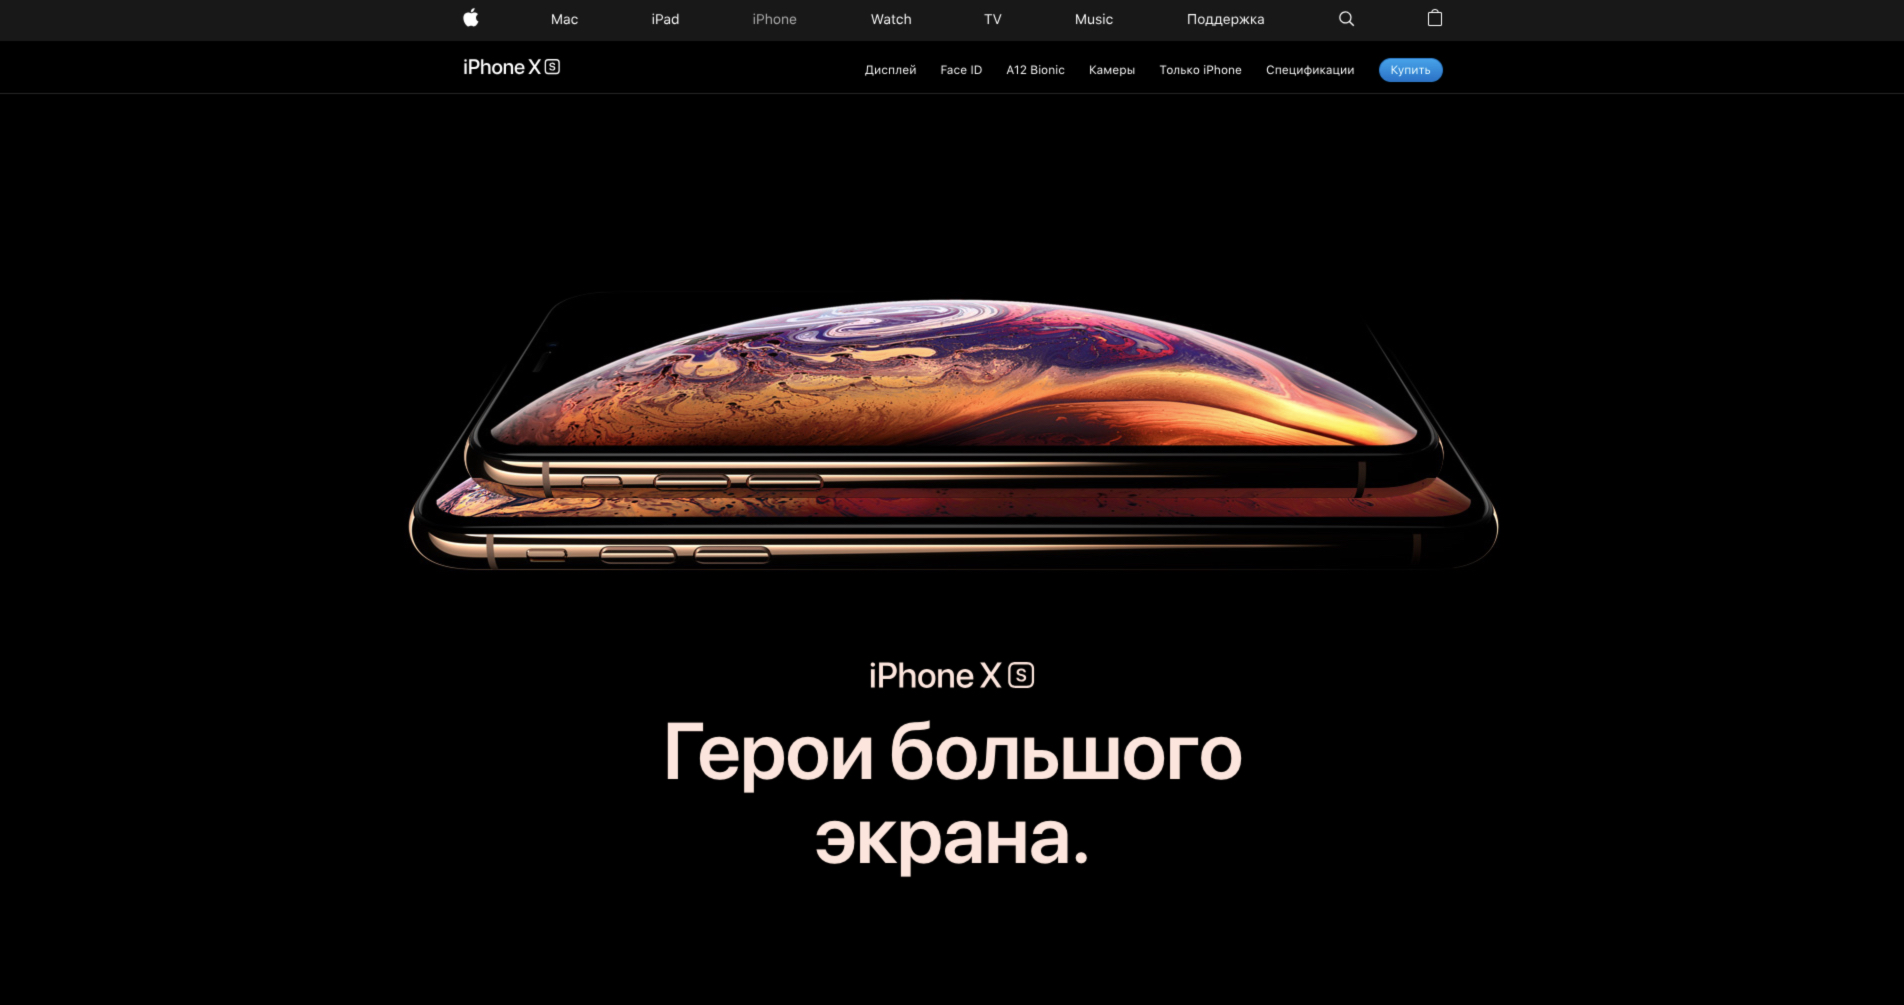 Mac iPad iPhone Watch TV Music Поддержка
iPhone XS Дисплей Face ID A12 Bionic Камеры Только iPhone Спецификации Купить
iPhone XS
Герои большого
экрана.